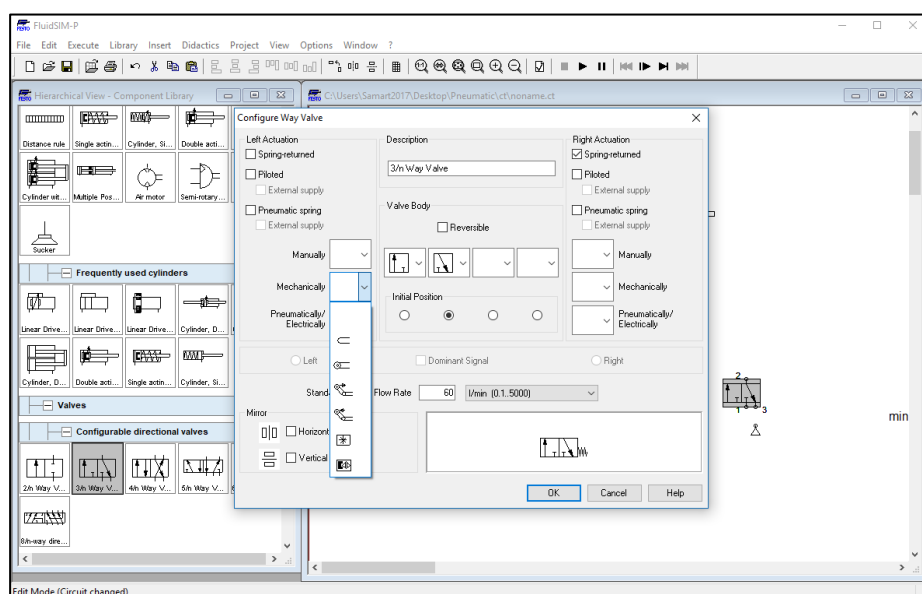 FluidSIM-P
File Edit Execute Library Insert Didactics Project View Options Window ?
Hierarchical View - Component Library
C:\Users\Samart2017\Desktop\Pneumatic\ct\noname.ct
Distance rule
Single actin...
Cylinder, Si...
Double acti...
Cylinder wit...
Multiple Pos...
Air motor
Semi-rotary...
Sucker
Frequently used cylinders
Linear Drive...
Linear Drive...
Linear Drive...
Cylinder, D...
Cylinder, D...
Double acti...
Single actin...
Cylinder, Si...
Valves
Configurable directional valves
2/n Way V...
3/n Way V...
4/n Way V...
5/n Way V...
8/n-way dire...
Configure Way Valve
Left Actuation
Spring-returned
Piloted
External supply
Pneumatic spring
External supply
Manually
Mechanically
Pneumatically/
Electrically
Description
3/n Way Valve
Valve Body
Reversible
Initial Position
Right Actuation
Spring-returned
Piloted
External supply
Pneumatic spring
External supply
Manually
Mechanically
Pneumatically/
Electrically
Left
Dominant Signal
Right
Flow Rate 60 l/min (0.1..5000)
Mirror
Vertical
OK Cancel Help
2
1 3
min
Edit Mode (Circuit changed)